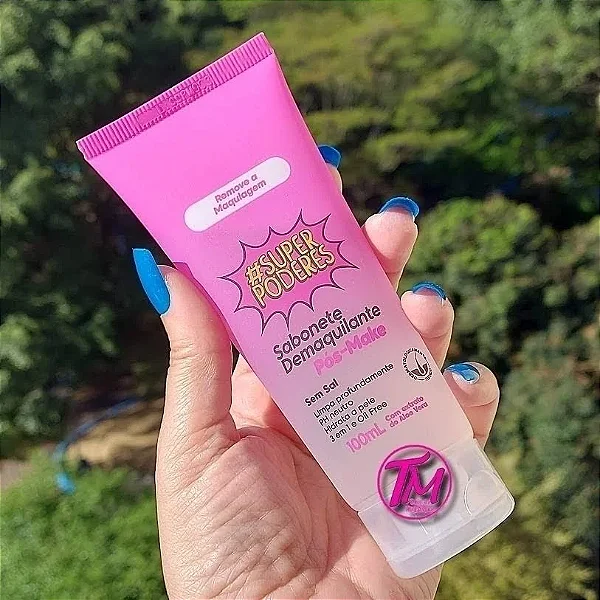 Remove a
Maquiagem
#SUPER
PODERES
Sabonete
Demaquilante
Pós-Make
Sem Sal
Limpa profundamente
PH neutro
Hidrata a pele
3 em 1 e Oil Free
100mL
Com extrato
de Aloe Vera
TM